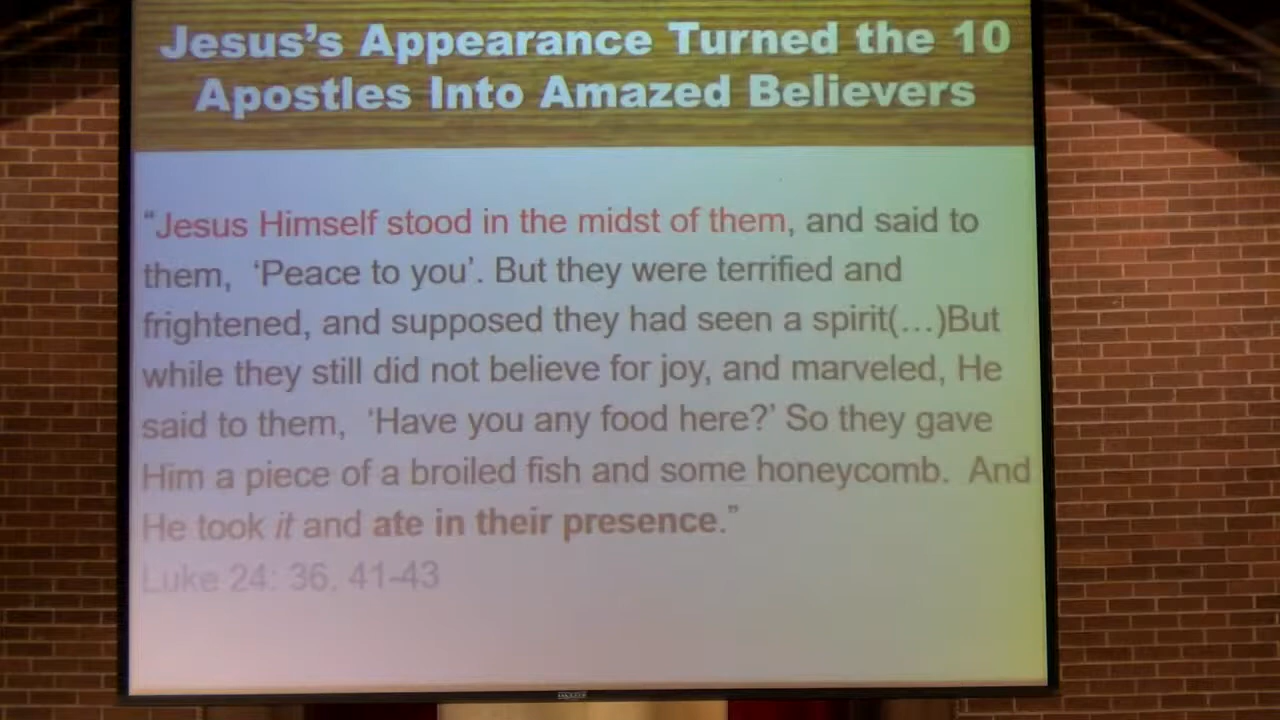 Jesus's Appearance Turned the 10
Apostles Into Amazed Believers
“Jesus Himself stood in the midst of them, and said to
them, ‘Peace to you’. But they were terrified and
frightened, and supposed they had seen a spirit(...)But
while they still did not believe for joy, and marveled, He
said to them, ‘Have you any food here?’ So they gave
Him a piece of a broiled fish and some honeycomb. And
He took it and ate in their presence.”
Luke 24: 36, 41-43